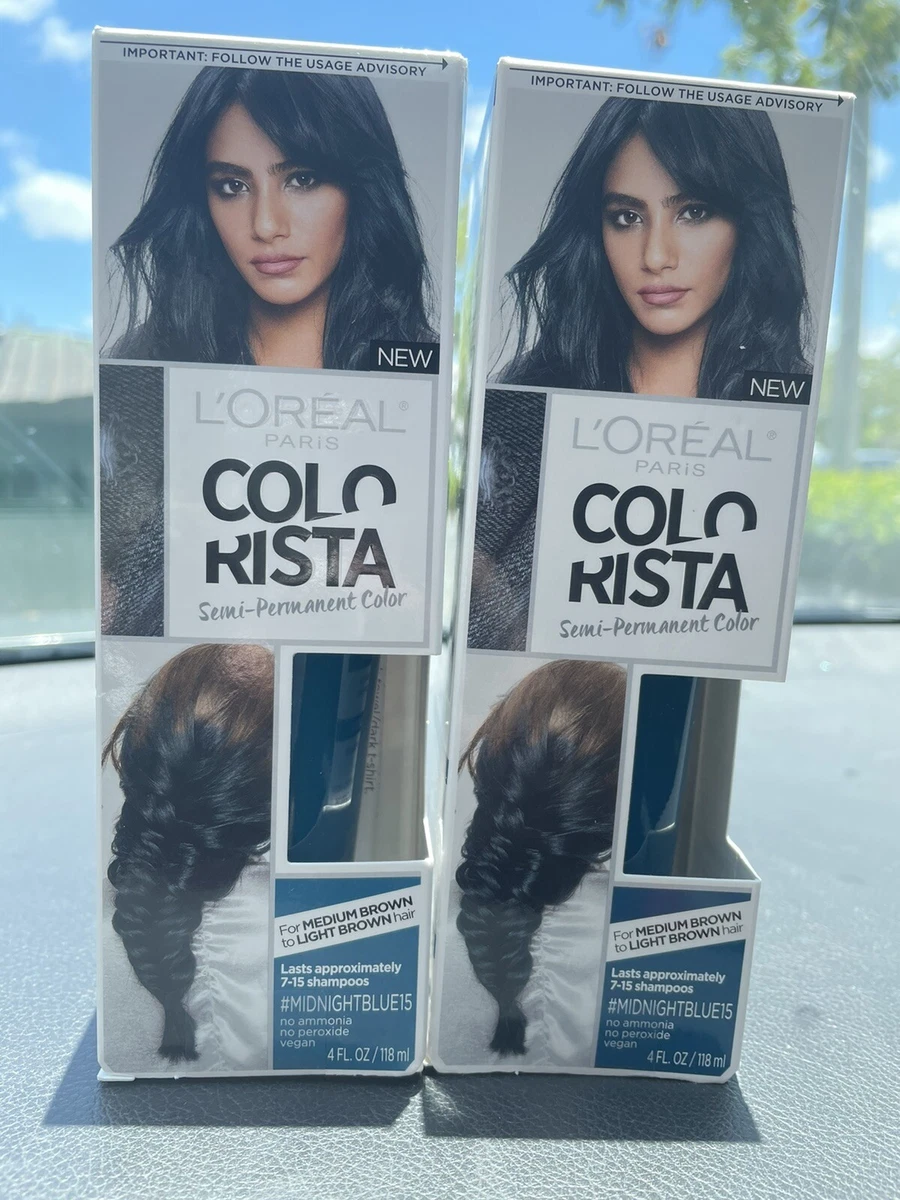 IMPORTANT: FOLLOW THE USAGE ADVISORY
NEW
L'ORÉAL®
PARiS
COLO
RISTA
Semi-Permanent Color
dark t-shirt.
For MEDIUM BROWN
to LIGHT BROWN hair
Lasts approximately
7-15 shampoos
#MIDNIGHTBLUE15
no ammonia
no peroxide
vegan
4 FL. OZ / 118 ml
IMPORTANT: FOLLOW THE USAGE ADVISORY
NEW
L'ORÉAL®
PARiS
COLO
RISTA
Semi-Permanent Color
For MEDIUM BROWN
to LIGHT BROWN hair
Lasts approximately
7-15 shampoos
#MIDNIGHTBLUE15
no ammonia
no peroxide
vegan
4 FL. OZ / 118 ml